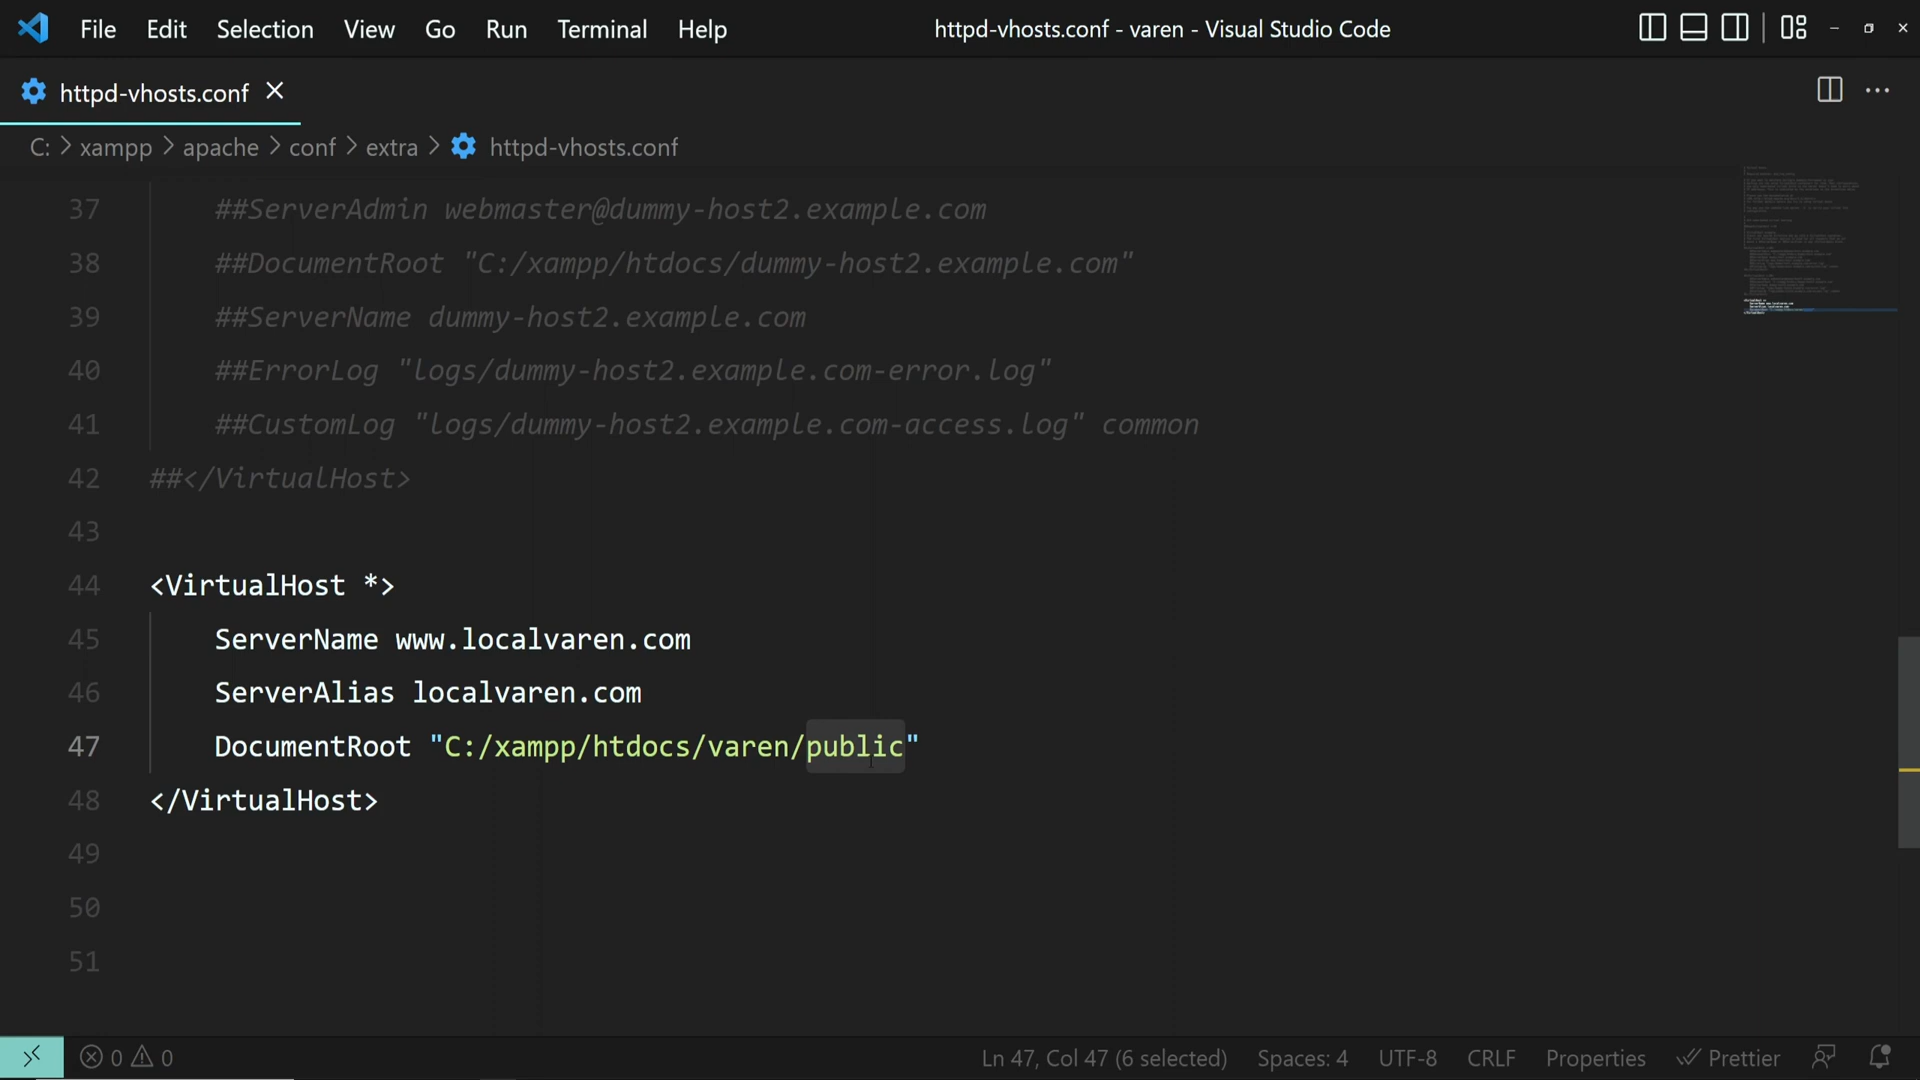 File Edit Selection View Go Run Terminal Help httpd-vhosts.conf - varen - Visual Studio Code
httpd-vhosts.conf
C: > xampp > apache > conf > extra > httpd-vhosts.conf
37 ##ServerAdmin webmaster@dummy-host2.example.com
38 ##DocumentRoot "C:/xampp/htdocs/dummy-host2.example.com"
39 ##ServerName dummy-host2.example.com
40 ##ErrorLog "logs/dummy-host2.example.com-error.log"
41 ##CustomLog "logs/dummy-host2.example.com-access.log" common
42 ##</VirtualHost>
43
44 <VirtualHost *>
45 ServerName www.localvaren.com
46 ServerAlias localvaren.com
47 DocumentRoot "C:/xampp/htdocs/varen/public"
48 </VirtualHost>
49
50
51
0 0 Ln 47, Col 47 (6 selected) Spaces: 4 UTF-8 CRLF Properties Prettier